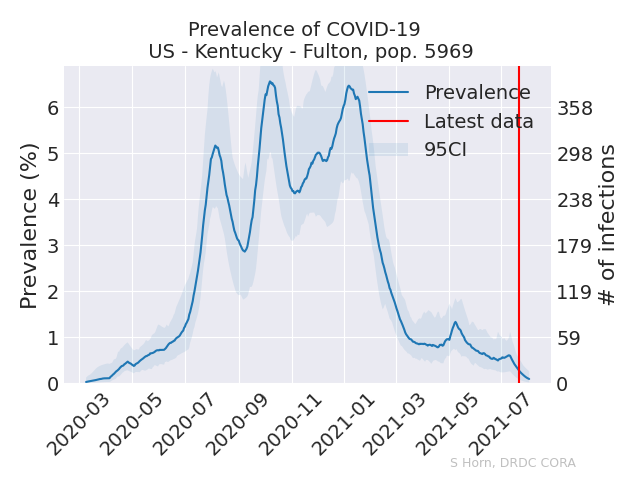 Prevalence of COVID-19
US - Kentucky - Fulton, pop. 5969
Prevalence (%)
6
5
4
3
2
1
0
Prevalence
Latest data
95CI
358
298
238
179
119
59
0
# of infections
2020-03
2020-05
2020-07
2020-09
2020-11
2021-01
2021-03
2021-05
2021-07
S Horn, DRDC CORA